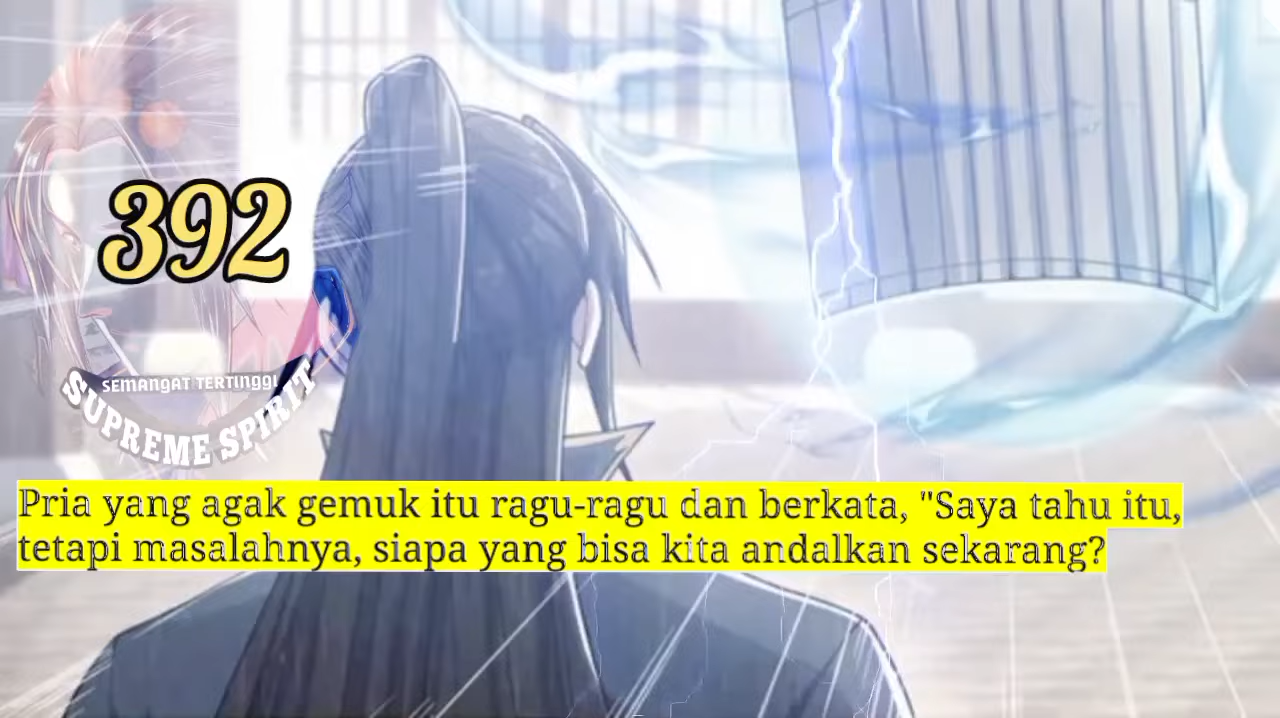 392
SEMANGAT TERTINGGI
SUPREME SPIRIT
Pria yang agak gemuk itu ragu-ragu dan berkata, "Saya tahu itu,
tetapi masalahnya, siapa yang bisa kita andalkan sekarang?